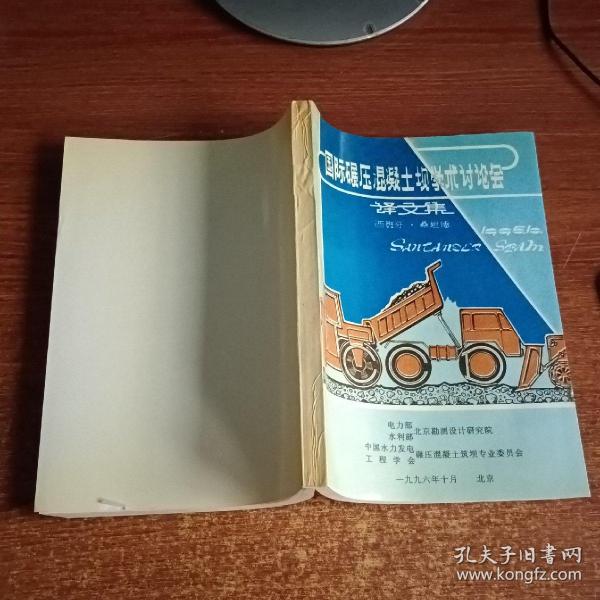 国际碾压混凝土坝学术讨论会
译文集
西班牙·桑坦德
SANTANDER SPAIN
电力部
水利部
北京勘测设计研究院
中国水力发电
工程学会
碾压混凝土筑坝专业委员会
一九九六年十月 北京
孔夫子旧书网
www.kongfz.com